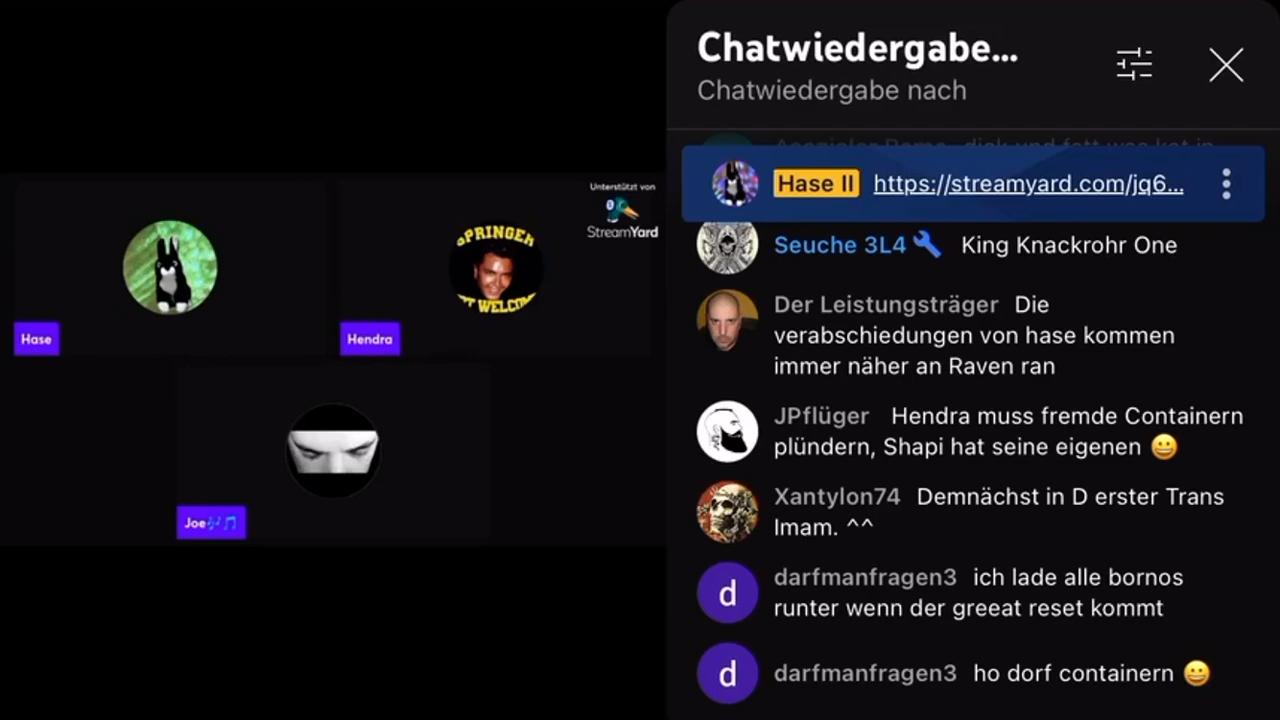 Chatwiedergabe...
Chatwiedergabe nach
Hase II https://streamyard.com/jq6...
Seuche 3L4 King Knackrohr One
Der Leistungsträger Die
verabschiedungen von hase kommen
immer näher an Raven ran
JPflüger Hendra muss fremde Containern
plündern, Shapi hat seine eigenen 😀
Xantylon74 Demnächst in D erster Trans
Imam. ^^
darfmanfragen3 ich lade alle bornos
runter wenn der greeat reset kommt
darfmanfragen3 ho dorf containern 😀
Unterstützt von
StreamYard
SPRINGER
WELCOM
Hase
Hendra
Joe🎶🎵